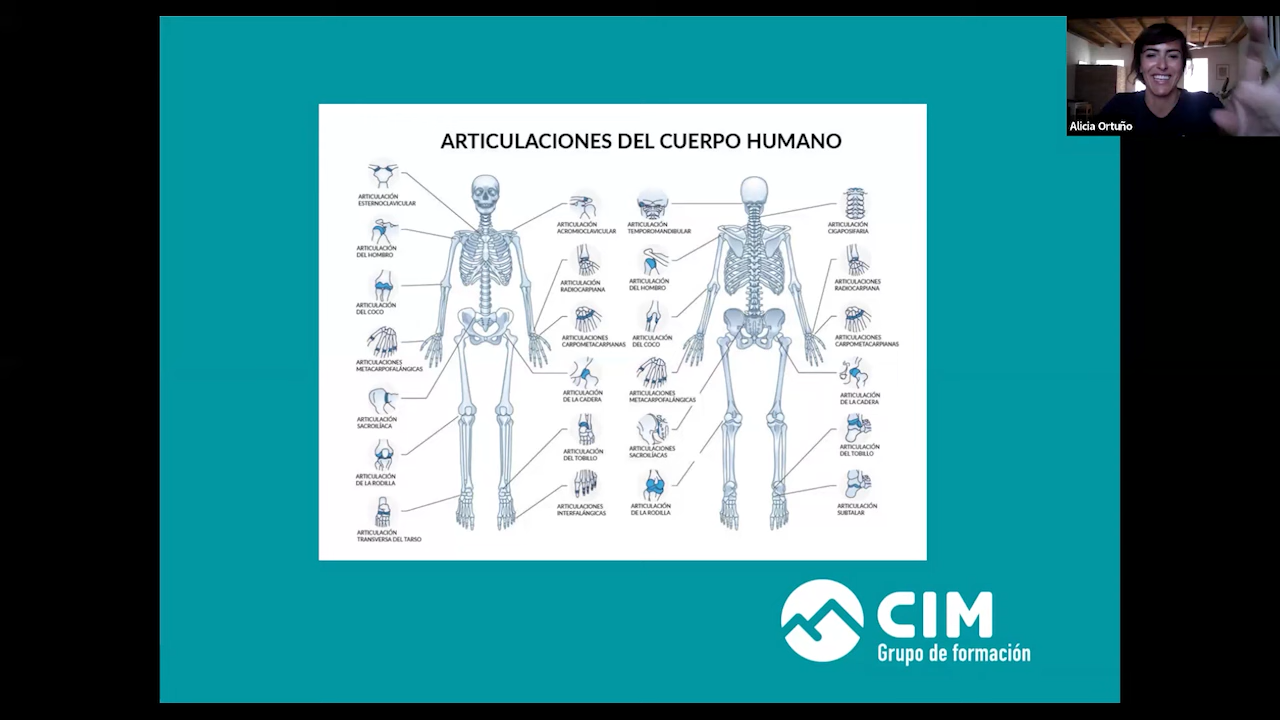 Alicia Ortuño
ARTICULACIONES DEL CUERPO HUMANO
ARTICULACIÓN
ESTERNOCLAVICULAR
ARTICULACIÓN
DEL HOMBRO
ARTICULACIÓN
DEL COCO
ARTICULACIONES
METACARPOFALÁNGICAS
ARTICULACIÓN
SACROILÍACA
ARTICULACIÓN
DE LA RODILLA
ARTICULACIÓN
TRANSVERSA DEL TARSO
ARTICULACIÓN
ACROMIOCLAVICULAR
ARTICULACIÓN
RADIOCARPIANA
ARTICULACIONES
CARPOMETACARPIANAS
ARTICULACIÓN
DE LA CADERA
ARTICULACIÓN
DEL TOBILLO
ARTICULACIONES
INTERFALÁNGICAS
ARTICULACIÓN
TEMPOROMANDIBULAR
ARTICULACIÓN
DEL HOMBRO
ARTICULACIÓN
DEL COCO
ARTICULACIONES
METACARPOFALÁNGICAS
ARTICULACIONES
SACROILÍACAS
ARTICULACIÓN
DE LA RODILLA
ARTICULACIÓN
CIGAPOSIFARIA
ARTICULACIONES
RADIOCARPIANA
ARTICULACIONES
CARPOMETACARPIANAS
ARTICULACIÓN
DE LA CADERA
ARTICULACIÓN
DEL TOBILLO
ARTICULACIÓN
SUBTALAR
CIM
Grupo de formación